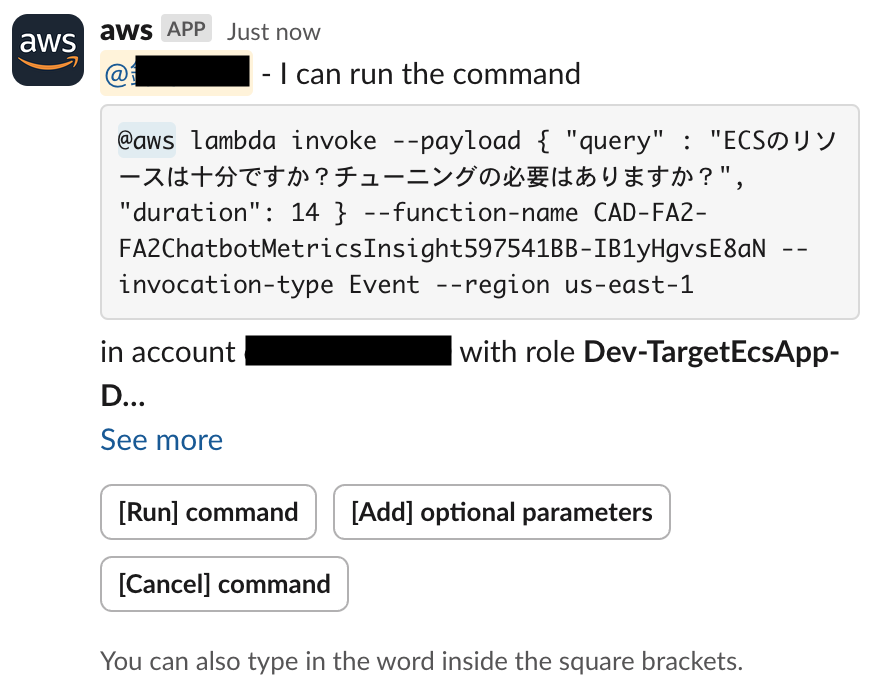 aws
aws APP Just now
@ - I can run the command
@aws lambda invoke --payload { "query" : "ECSのリソ
ースは十分ですか？チューニングの必要はありますか？",
"duration": 14 } --function-name CAD-FA2-
FA2ChatbotMetricsInsight597541BB-IB1yHgvsE8aN --
invocation-type Event --region us-east-1
in account with role Dev-TargetEcsApp-
D...
See more
[Run] command [Add] optional parameters
[Cancel] command
You can also type in the word inside the square brackets.